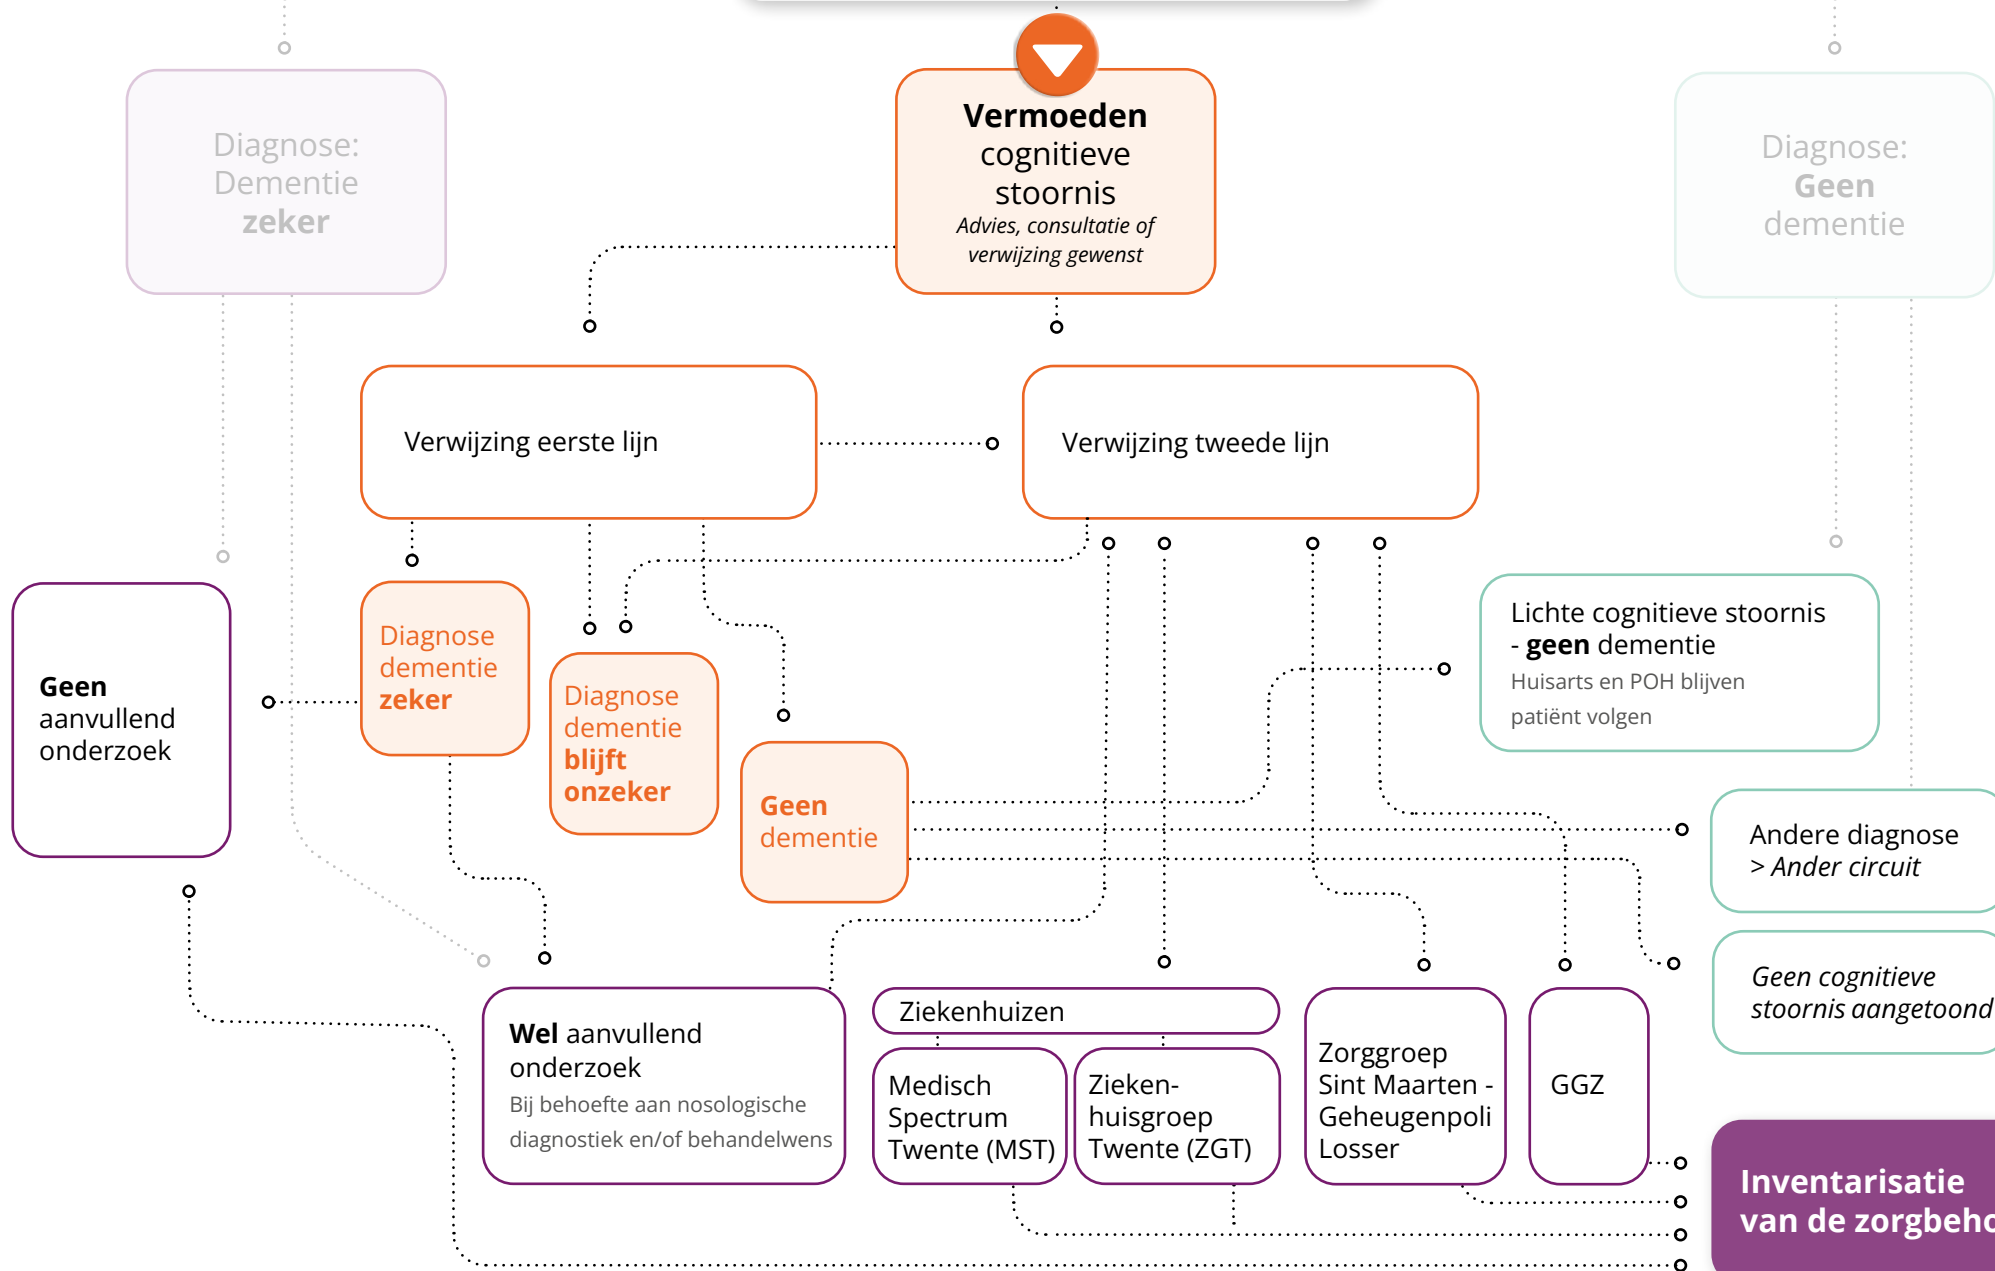 Diagnose:
Dementie
zeker
Vermoeden
cognitieve
stoornis
Advies, consultatie of
verwijzing gewenst
Diagnose:
Geen
dementie
Verwijzing eerste lijn
Verwijzing tweede lijn
Geen
aanvullend
onderzoek
Diagnose
dementie
zeker
Diagnose
dementie
blijft
onzeker
Geen
dementie
Lichte cognitieve stoornis
- geen dementie
Huisarts en POH blijven
patiënt volgen
Andere diagnose
> Ander circuit
Geen cognitieve
stoornis aangetoond
Wel aanvullend
onderzoek
Bij behoefte aan nosologische
diagnostiek en/of behandelwens
Ziekenhuizen
Medisch
Spectrum
Twente (MST)
Zieken-
huisgroep
Twente (ZGT)
Zorggroep
Sint Maarten -
Geheugenpoli
Losser
GGZ
Inventarisatie
van de zorgbeho